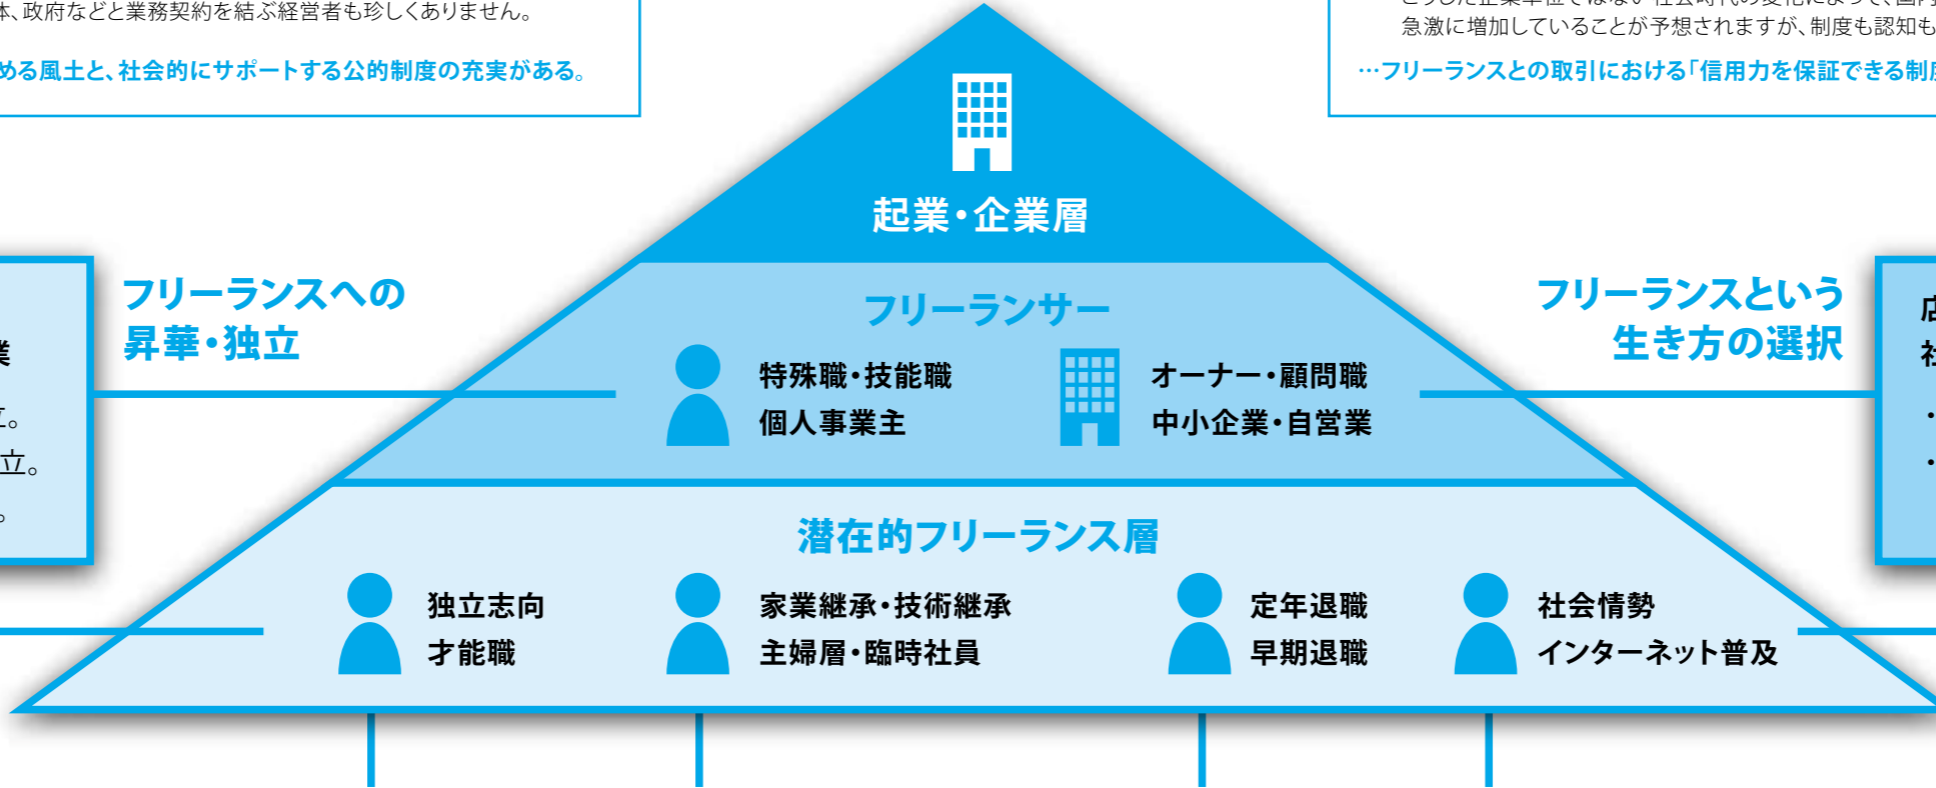 体、政府などと業務契約を結ぶ経営者も珍しくありません。
める風土と、社会的にサポートする公的制度の充実がある。
急激に増加していることが予想されますが、制度も認知も
…フリーランスとの取引における「信用力を保証できる制度
起業・企業層
フリーランスへの
昇華・独立
業
立。
立。
。
フリーランサー
特殊職・技能職
個人事業主
オーナー・顧問職
中小企業・自営業
フリーランスという
生き方の選択
店
社
・
・
潜在的フリーランス層
独立志向
才能職
家業継承・技術継承
主婦層・臨時社員
定年退職
早期退職
社会情勢
インターネット普及